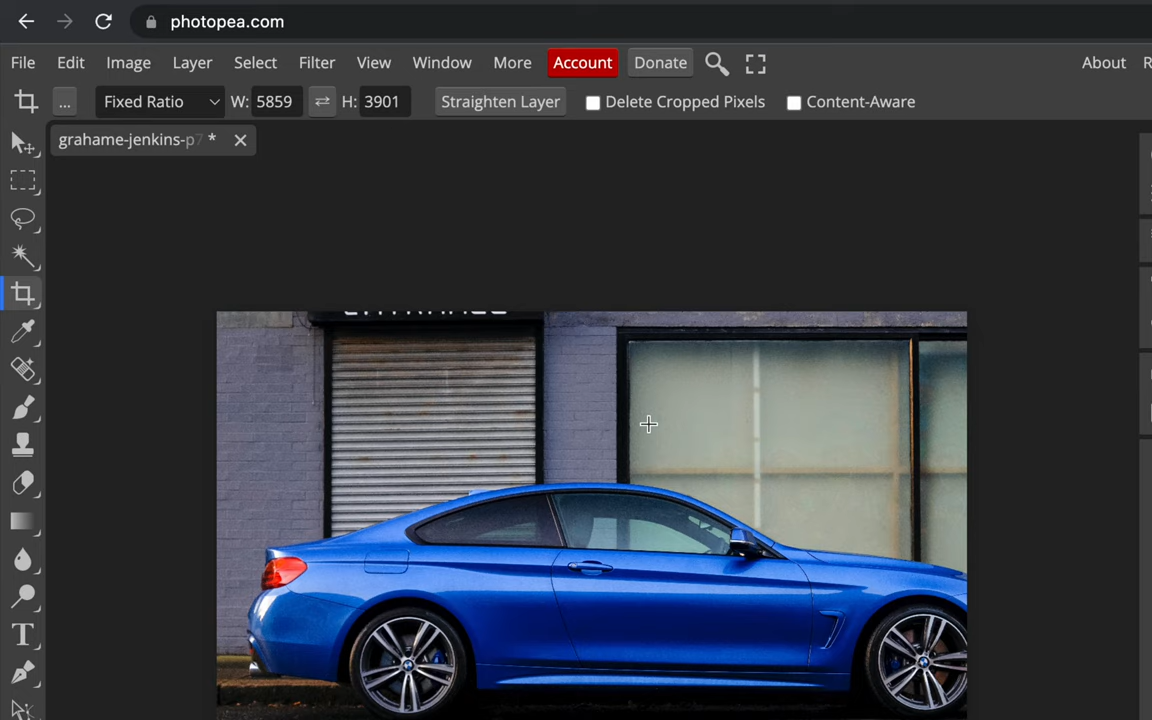 photopea.com
File Edit Image Layer Select Filter View Window More Account Donate About
... Fixed Ratio W: 5859 H: 3901 Straighten Layer Delete Cropped Pixels Content-Aware
grahame-jenkins-p7 *
T